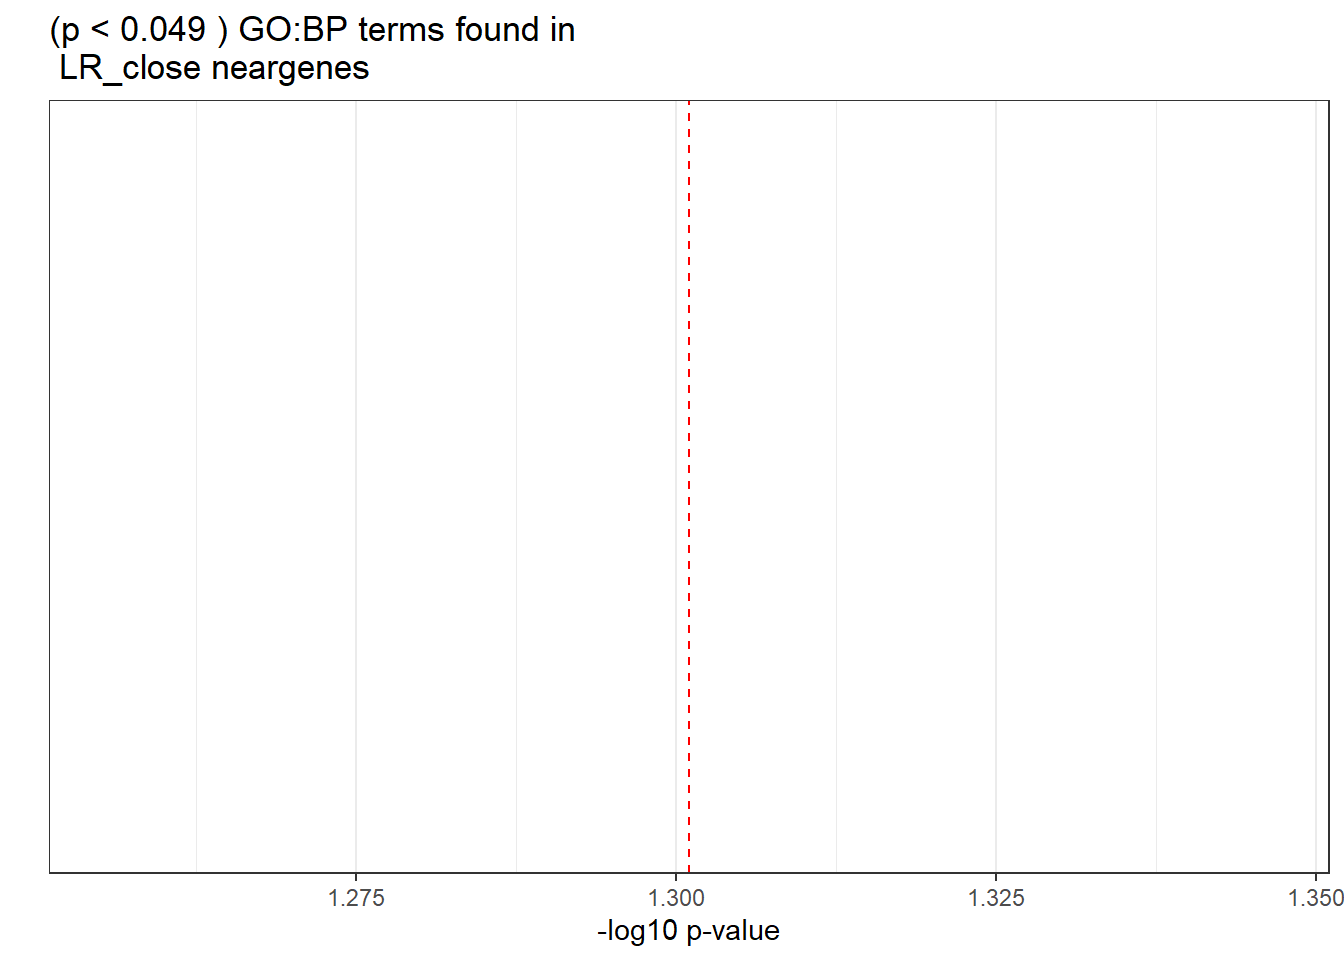 (p < 0.049 ) GO:BP terms found in
LR_close neargenes
1.275
1.300
1.325
1.350
-log10 p-value